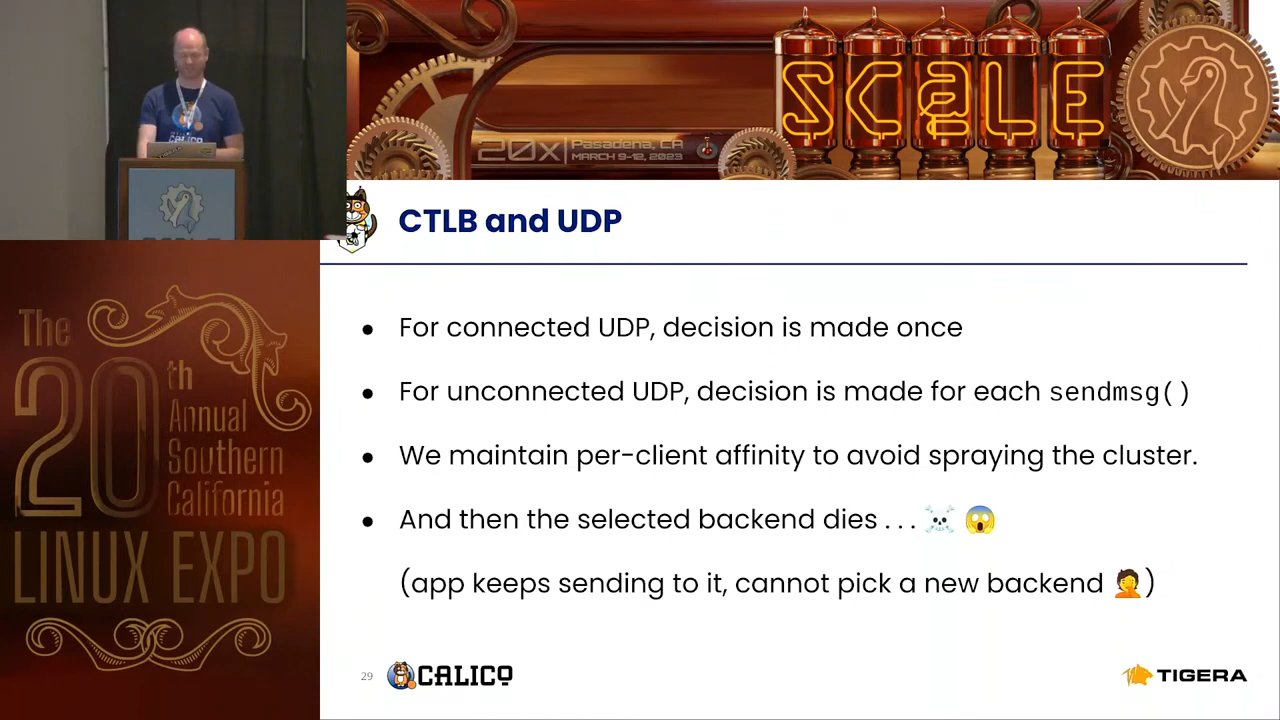 CALICO
SCALE
20x
Pasadena, CA
MARCH 9-12, 2023
CTLB and UDP
● For connected UDP, decision is made once
● For unconnected UDP, decision is made for each sendmsg()
● We maintain per-client affinity to avoid spraying the cluster.
● And then the selected backend dies . . . ☠️ 😱
(app keeps sending to it, cannot pick a new backend 🤦)
The
20th
Annual
Southern
California
LINUX EXPO
29
CALICO
TIGERA